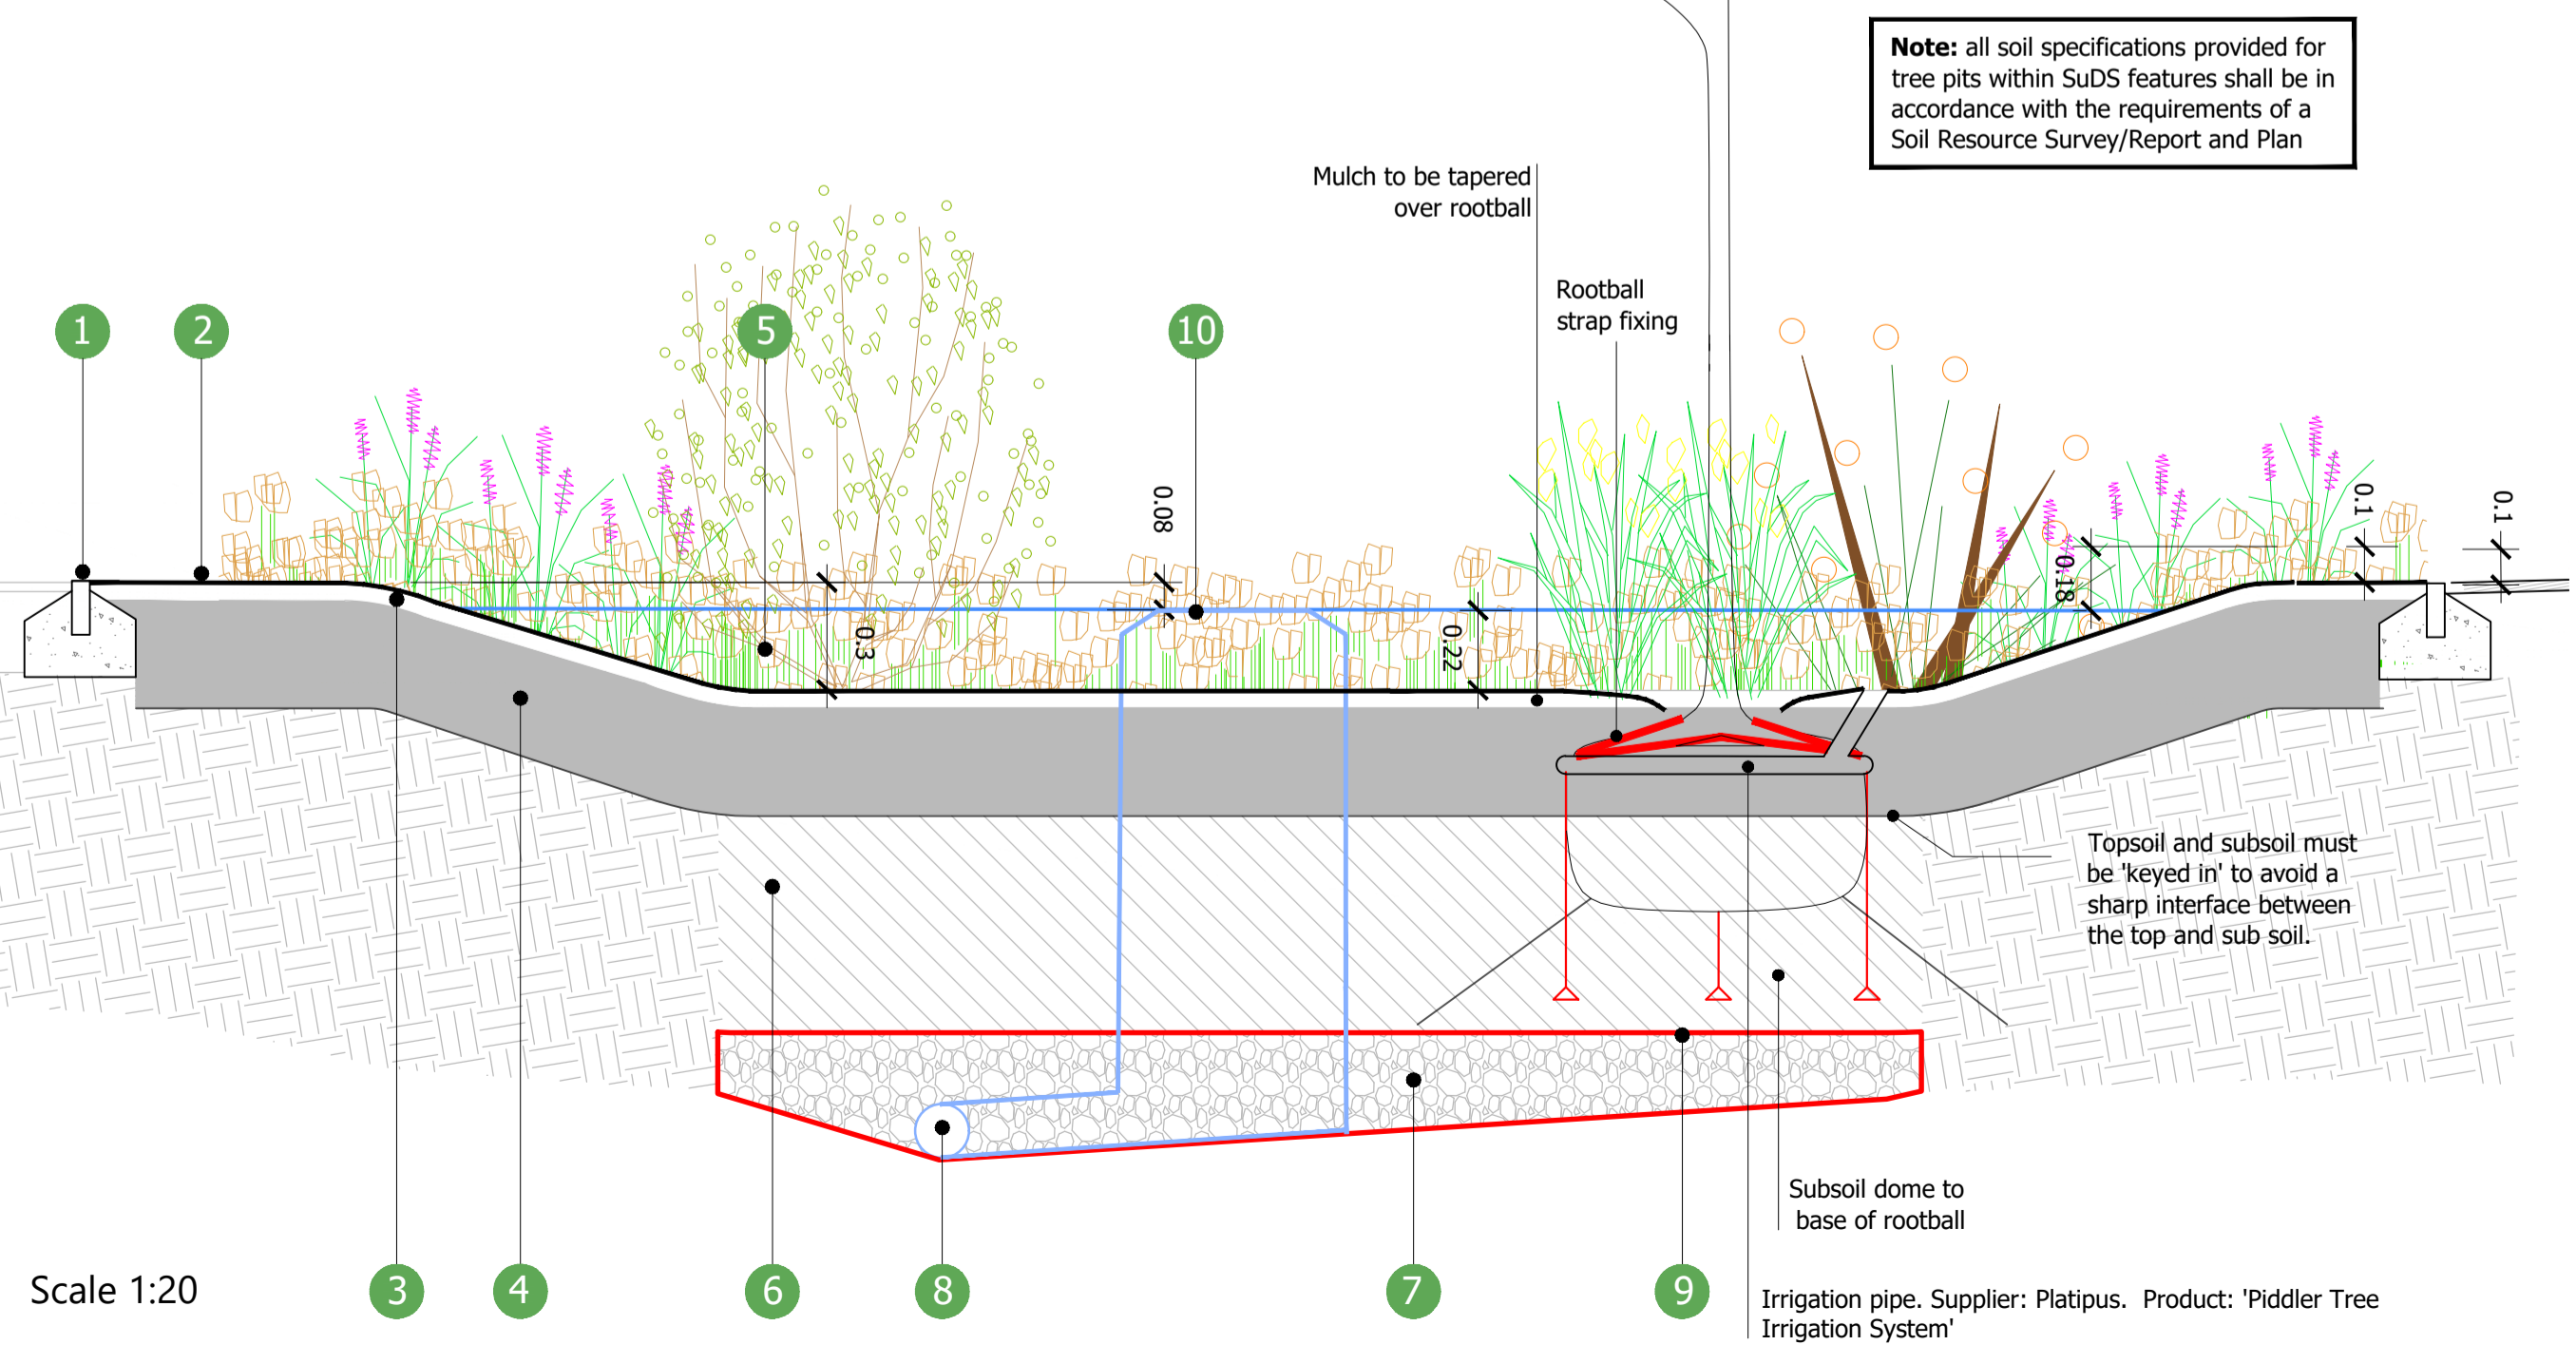 Note: all soil specifications provided for
tree pits within SuDS features shall be in
accordance with the requirements of a
Soil Resource Survey/Report and Plan
Mulch to be tapered
over rootball
Rootball
strap fixing
1
2
5
10
0.08
0.3
0.22
0.18
0.1
0.1
Topsoil and subsoil must
be 'keyed in' to avoid a
sharp interface between
the top and sub soil.
Subsoil dome to
base of rootball
Scale 1:20
3
4
6
8
7
9
Irrigation pipe. Supplier: Platipus. Product: 'Piddler Tree
Irrigation System'